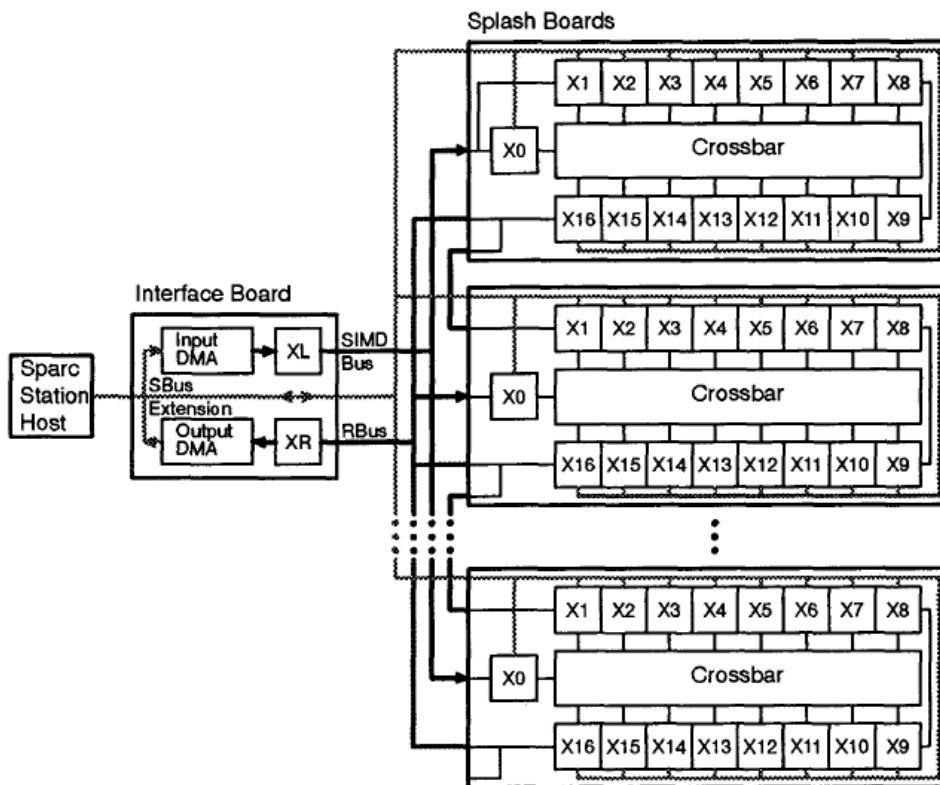 Splash Boards
X1 X2 X3 X4 X5 X6 X7 X8
X0
Crossbar
X16 X15 X14 X13 X12 X11 X10 X9
Interface Board
Input
DMA
XL
SIMD
Bus
Sparc
Station
Host
SBus
Extension
Output
DMA
XR
RBus
X1 X2 X3 X4 X5 X6 X7 X8
X0
Crossbar
X16 X15 X14 X13 X12 X11 X10 X9
X1 X2 X3 X4 X5 X6 X7 X8
X0
Crossbar
X16 X15 X14 X13 X12 X11 X10 X9